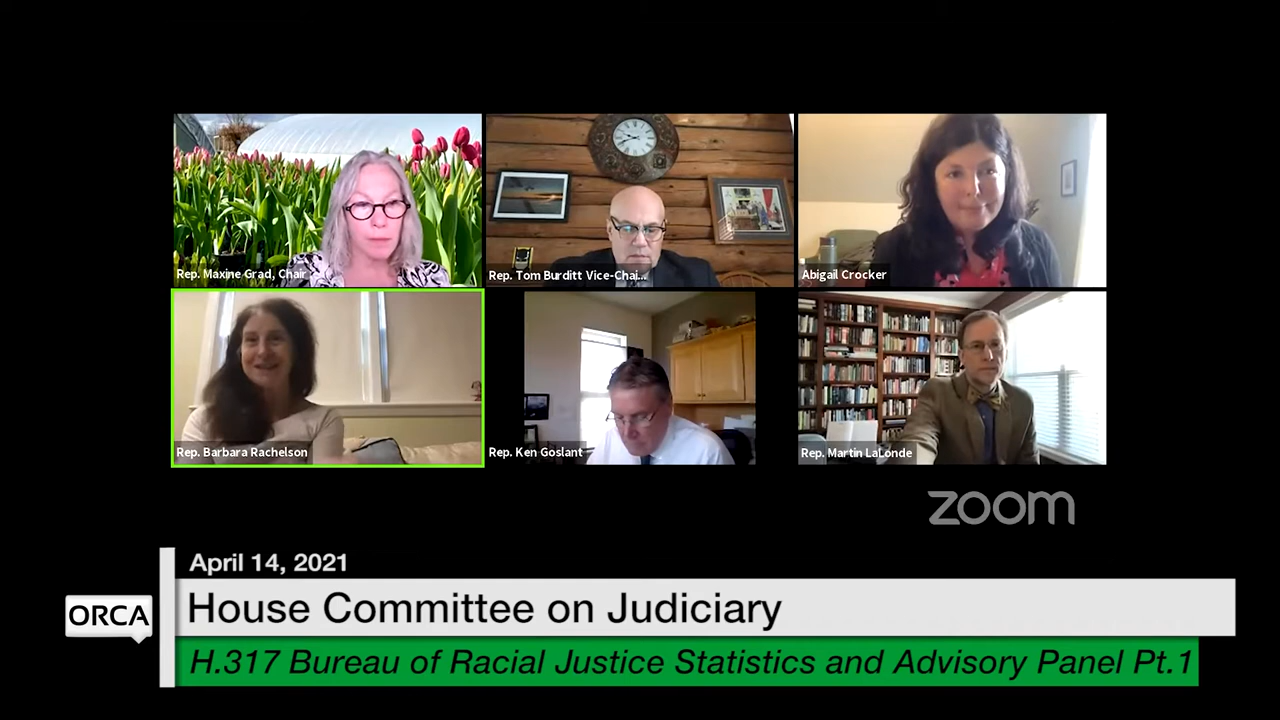 Rep. Maxine Grad, Chair
Rep. Tom Burditt Vice-Chai...
Abigail Crocker
Rep. Barbara Rachelson
Rep. Ken Goslant
Rep. Martin LaLonde
zoom
April 14, 2021
ORCA
House Committee on Judiciary
H.317 Bureau of Racial Justice Statistics and Advisory Panel Pt.1